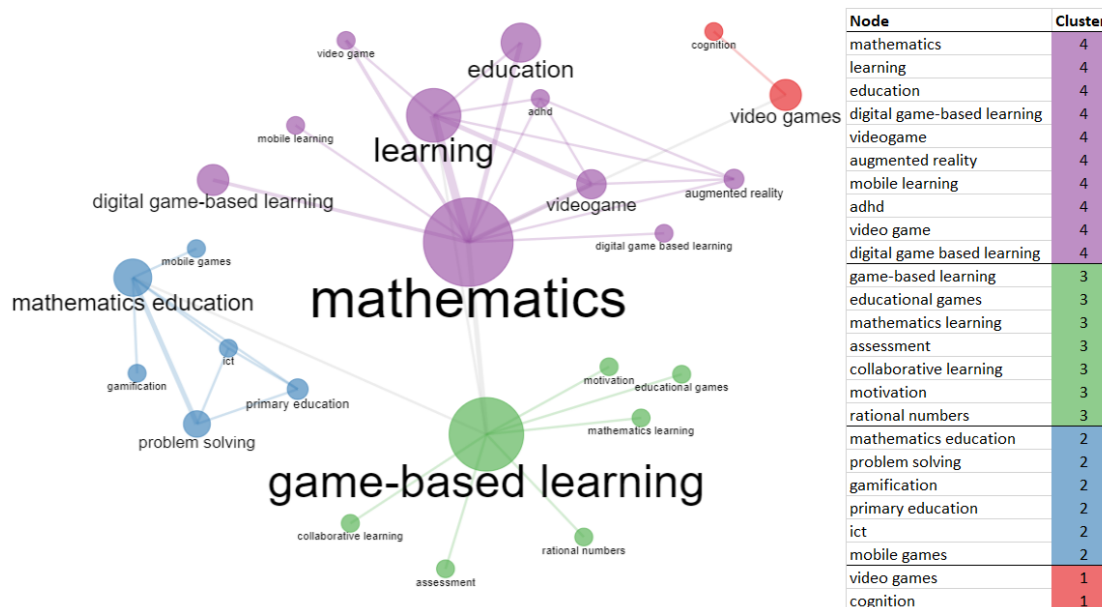 video game
education
cognition
adhd
video games
mobile learning
learning
augmented reality
digital game-based learning
videogame
digital game based learning
mobile games
mathematics education
mathematics
ict
gamification
primary education
motivation
educational games
problem solving
mathematics learning
game-based learning
collaborative learning
rational numbers
assessment
Node Cluster
mathematics 4
learning 4
education 4
digital game-based learning 4
videogame 4
augmented reality 4
mobile learning 4
adhd 4
video game 4
digital game based learning 4
game-based learning 3
educational games 3
mathematics learning 3
assessment 3
collaborative learning 3
motivation 3
rational numbers 3
mathematics education 2
problem solving 2
gamification 2
primary education 2
ict 2
mobile games 2
video games 1
cognition 1